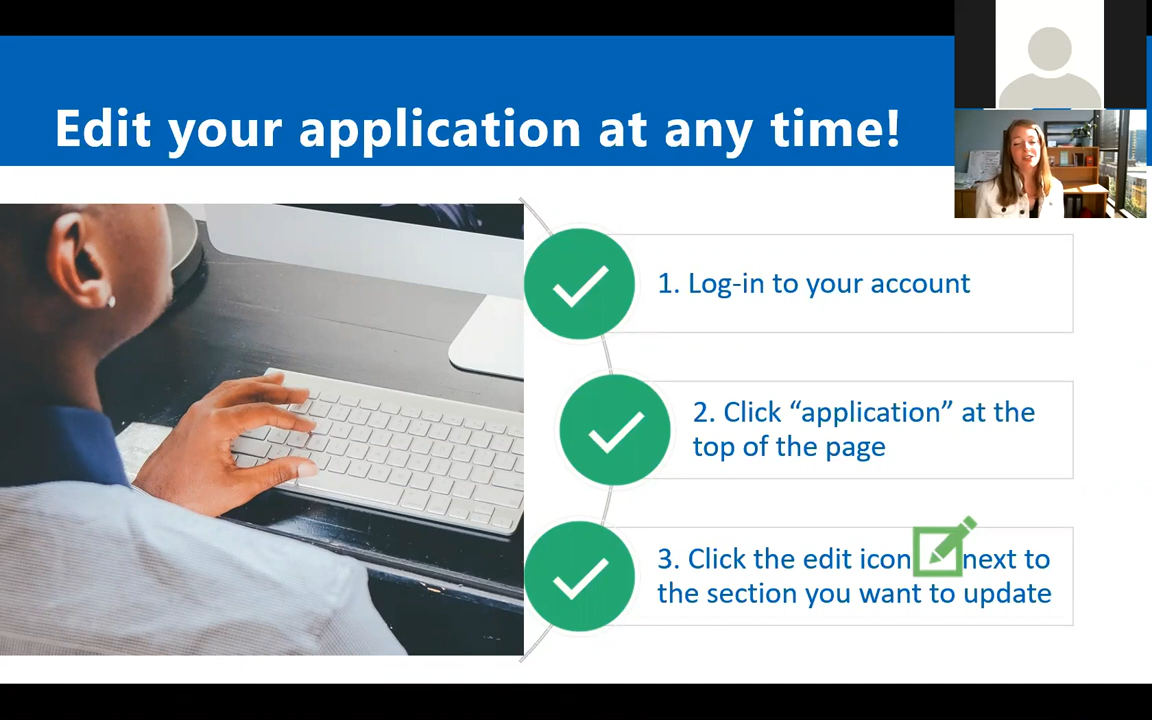 Edit your application at any time!
1. Log-in to your account
2. Click “application” at the
top of the page
3. Click the edit icon next to
the section you want to update